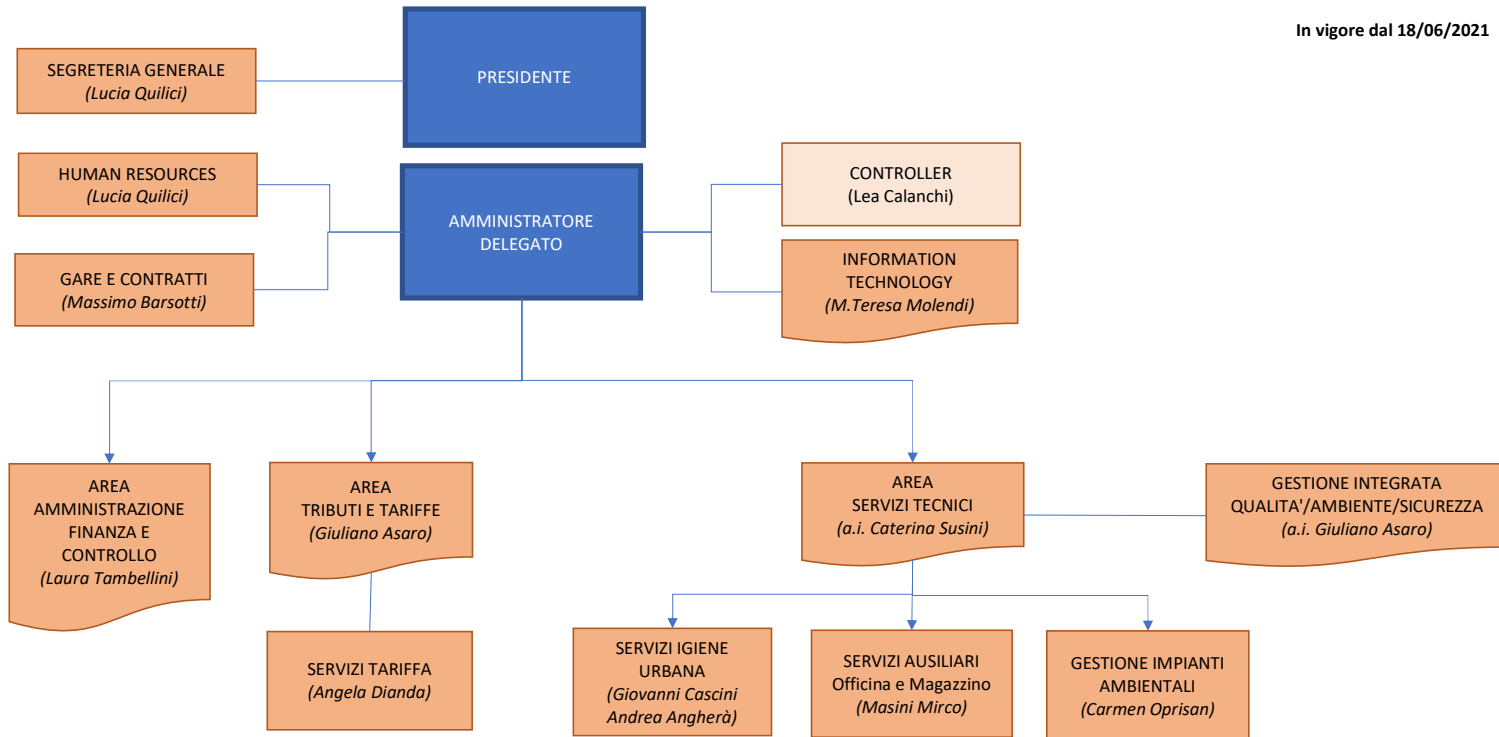 In vigore dal 18/06/2021
SEGRETERIA GENERALE
(Lucia Quilici)
PRESIDENTE
HUMAN RESOURCES
(Lucia Quilici)
GARE E CONTRATTI
(Massimo Barsotti)
AMMINISTRATORE
DELEGATO
CONTROLLER
(Lea Calanchi)
INFORMATION
TECHNOLOGY
(M.Teresa Molendi)
AREA
AMMINISTRAZIONE
FINANZA E
CONTROLLO
(Laura Tambellini)
AREA
TRIBUTI E TARIFFE
(Giuliano Asaro)
AREA
SERVIZI TECNICI
(a.i. Caterina Susini)
GESTIONE INTEGRATA
QUALITA'/AMBIENTE/SICUREZZA
(a.i. Giuliano Asaro)
SERVIZI TARIFFA
(Angela Dianda)
SERVIZI IGIENE
URBANA
(Giovanni Cascini
Andrea Angherà)
SERVIZI AUSILIARI
Officina e Magazzino
(Masini Mirco)
GESTIONE IMPIANTI
AMBIENTALI
(Carmen Oprisan)